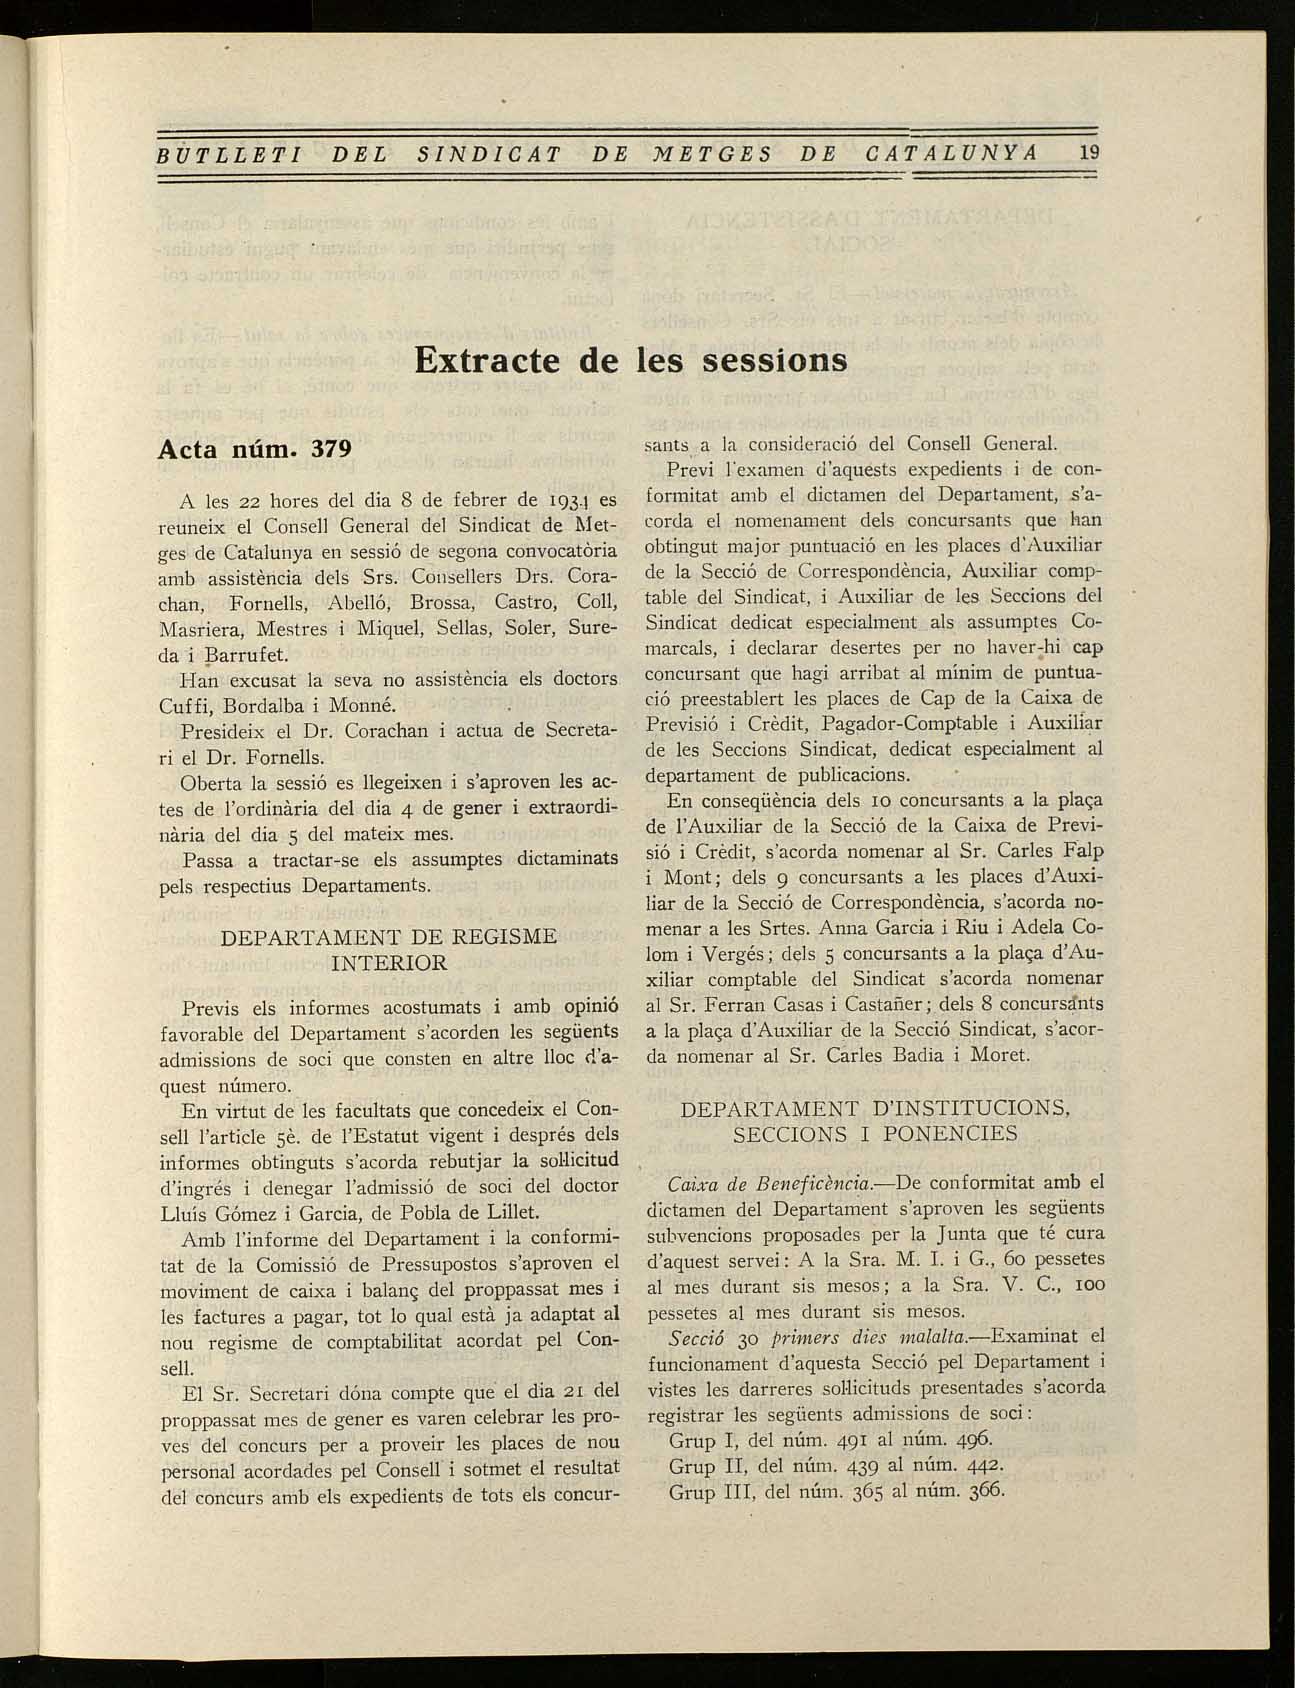 BUTLLETI DEL SINDICAT DE METGES DE CATALUNYA 19
Extracte de les sessions
Acta núm. 379
A les 22 hores del dia 8 de febrer de 1934 es
reuneix el Consell General del Sindicat de Met-
ges de Catalunya en sessió de segona convocatòria
amb assistència dels Srs. Consellers Drs. Cora-
chan, Fornells, Abelló, Brossa, Castro, Coll,
Masriera, Mestres i Miquel, Sellas, Soler, Sure-
da i Barrufet.
Han excusat la seva no assistència els doctors
Cuffi, Bordalba i Monné.
Presideix el Dr. Corachan i actua de Secreta-
ri el Dr. Fornells.
Oberta la sessió es llegeixen i s'aproven les ac-
tes de l'ordinària del dia 4 de gener i extraordi-
nària del dia 5 del mateix mes.
Passa a tractar-se els assumptes dictaminats
pels respectius Departaments.
DEPARTAMENT DE REGISME
INTERIOR
Previs els informes acostumats i amb opinió
favorable del Departament s'acorden les següents
admissions de soci que consten en altre lloc d'a-
quest número.
En virtut de les facultats que concedeix el Con-
sell l'article 5è. de l'Estatut vigent i després dels
informes obtinguts s'acorda rebutjar la sol·licitud
d'ingrés i denegar l'admissió de soci del doctor
Lluís Gómez i Garcia, de Pobla de Lillet.
Amb l'informe del Departament i la conformi-
tat de la Comissió de Pressupostos s'aproven el
moviment de caixa i balanç del proppassat mes i
les factures a pagar, tot lo qual està ja adaptat al
nou regisme de comptabilitat acordat pel Con-
sell.
El Sr. Secretari dóna compte que el dia 21 del
proppassat mes de gener es varen celebrar les pro-
ves del concurs per a proveir les places de nou
personal acordades pel Consell i sotmet el resultat
del concurs amb els expedients de tots els concur-
sants a la consideració del Consell General.
Previ l'examen d'aquests expedients i de con-
formitat amb el dictamen del Departament, s'a-
corda el nomenament dels concursants que han
obtingut major puntuació en les places d'Auxiliar
de la Secció de Correspondència, Auxiliar comp-
table del Sindicat, i Auxiliar de les Seccions del
Sindicat dedicat especialment als assumptes Co-
marcals, i declarar desertes per no haver-hi cap
concursant que hagi arribat al mínim de puntua-
ció preestablert les places de Cap de la Caixa de
Previsió i Crèdit, Pagador-Comptable i Auxiliar
de les Seccions Sindicat, dedicat especialment al
departament de publicacions.
En conseqüència dels 10 concursants a la plaça
de l'Auxiliar de la Secció de la Caixa de Previ-
sió i Crèdit, s'acorda nomenar al Sr. Carles Falp
i Mont; dels 9 concursants a les places d'Auxi-
liar de la Secció de Correspondència, s'acorda no-
menar a les Srtes. Anna Garcia i Riu i Adela Co-
lom i Vergés; dels 5 concursants a la plaça d'Au-
xiliar comptable del Sindicat s'acorda nomenar
al Sr. Ferran Casas i Castañer; dels 8 concursants
a la plaça d'Auxiliar de la Secció Sindicat, s'acor-
da nomenar al Sr. Carles Badia i Moret.
DEPARTAMENT D'INSTITUCIONS,
SECCIONS I PONENCIES
Caixa de Beneficència.—De conformitat amb el
dictamen del Departament s'aproven les següents
subvencions proposades per la Junta que té cura
d'aquest servei: A la Sra. M. I. i G., 60 pessetes
al mes durant sis mesos; a la Sra. V. C., 100
pessetes al mes durant sis mesos.
Secció 30 primers dies malalta.—Examinat el
funcionament d'aquesta Secció pel Departament i
vistes les darreres sol·licituds presentades s'acorda
registrar les següents admissions de soci:
Grup I, del núm. 491 al núm. 496.
Grup II, del núm. 439 al núm. 442.
Grup III, del núm. 365 al núm. 366.